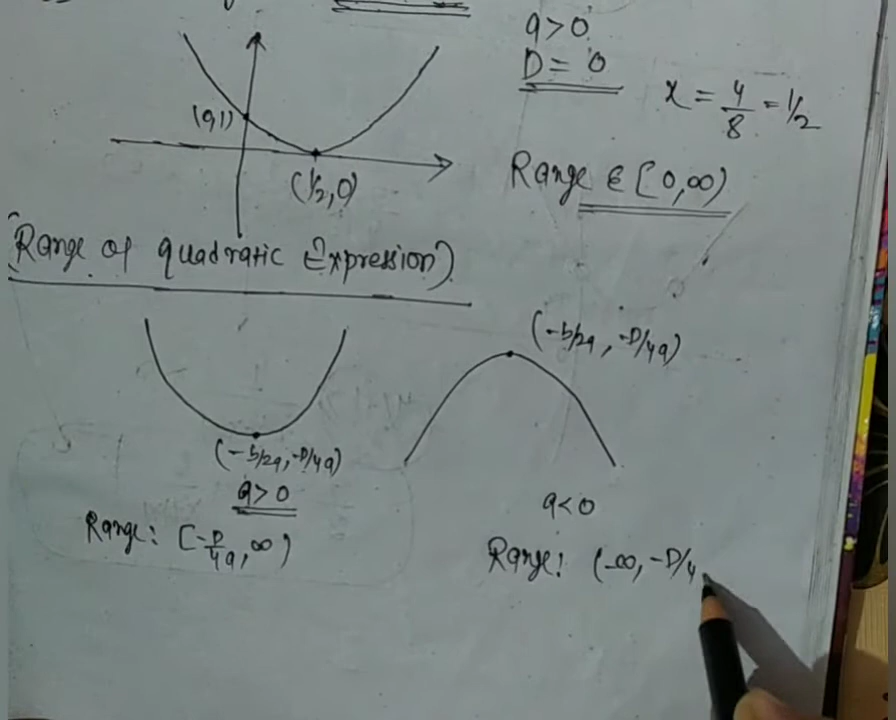 a>0
D= 0
x = 4/8 = 1/2
(0,1)
(1/2,0)
Range ∈ [0,∞)
Range of quadratic Expression)
(-b/2a, -D/4a)
(-b/2a, -D/4a)
a>0
a<0
Range: [-D/4a,∞)
Range: (-∞, -D/4